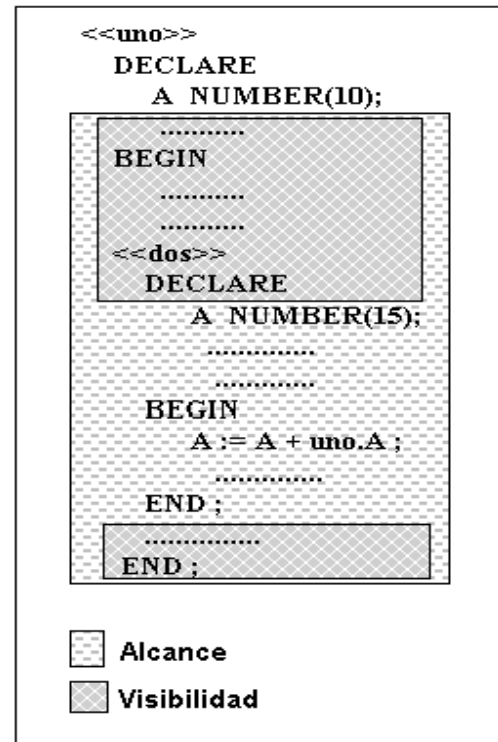 <<uno>>
DECLARE
A NUMBER(10);
...........
BEGIN
...........
...........
<<dos>>
DECLARE
A NUMBER(15);
..............
..............
BEGIN
A := A + uno.A ;
..............
END ;
...............
END ;
Alcance
Visibilidad